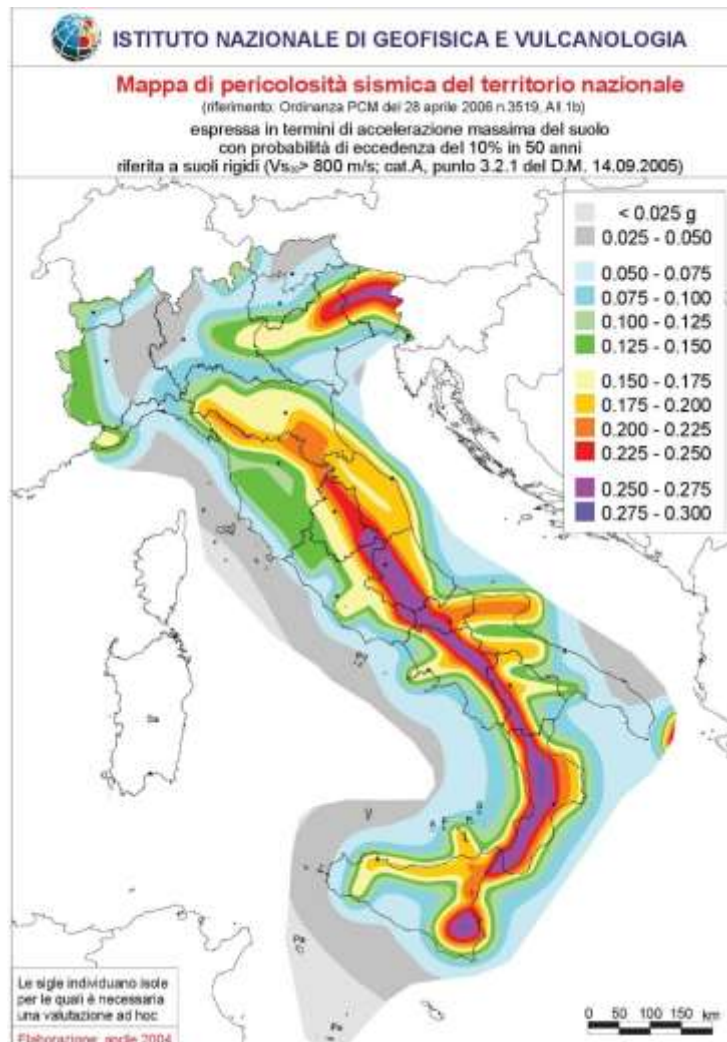 ISTITUTO NAZIONALE DI GEOFISICA E VULCANOLOGIA
Mappa di pericolosità sismica del territorio nazionale
(riferimento: Ordinanza PCM del 28 aprile 2006 n.3519, All.1b)
espressa in termini di accelerazione massima del suolo
con probabilità di eccedenza del 10% in 50 anni
riferita a suoli rigidi (Vs₃₀> 800 m/s; cat.A, punto 3.2.1 del D.M. 14.09.2005)
< 0.025 g
0.025 - 0.050
0.050 - 0.075
0.075 - 0.100
0.100 - 0.125
0.125 - 0.150
0.150 - 0.175
0.175 - 0.200
0.200 - 0.225
0.225 - 0.250
0.250 - 0.275
0.275 - 0.300
Sa
Pe
Le sigle individuano isole
per le quali è necessaria
una valutazione ad hoc
Elaborazione: aprile 2004
0 50 100 150 km